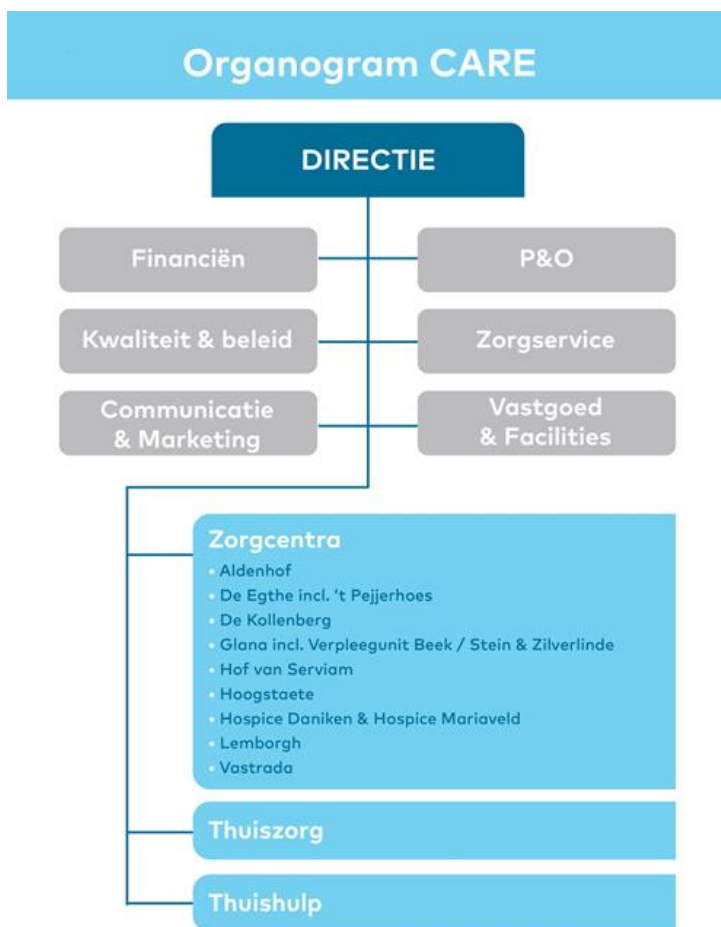 Organogram CARE
DIRECTIE
Financiën
P&O
Kwaliteit & beleid
Zorgservice
Communicatie
& Marketing
Vastgoed
& Facilities
Zorgcentra
• Aldenhof
• De Egthe incl. ‘t Pejjerhoes
• De Kollenberg
• Glana incl. Verpleegunit Beek / Stein & Zilverlinde
• Hof van Serviam
• Hoogstaete
• Hospice Daniken & Hospice Mariaveld
• Lemborgh
• Vastrada
Thuiszorg
Thuishulp